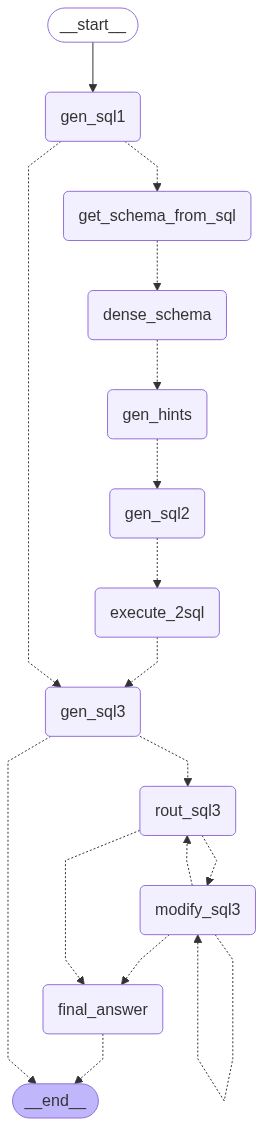 __start__
gen_sql1
get_schema_from_sql
dense_schema
gen_hints
gen_sql2
execute_2sql
gen_sql3
rout_sql3
modify_sql3
final_answer
__end__